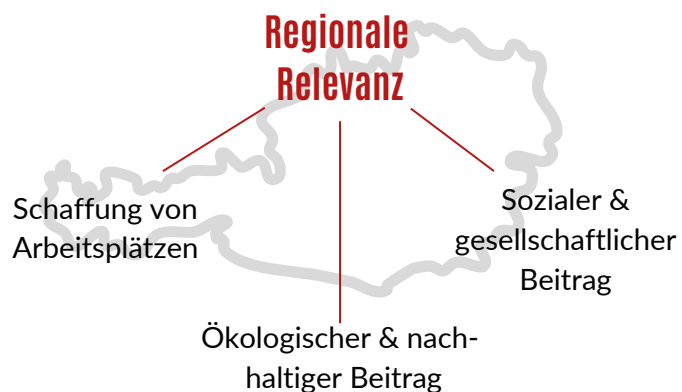 Regionale
Relevanz
Schaffung von
Arbeitsplätzen
Sozialer &
gesellschaftlicher
Beitrag
Ökologischer & nach-
haltiger Beitrag